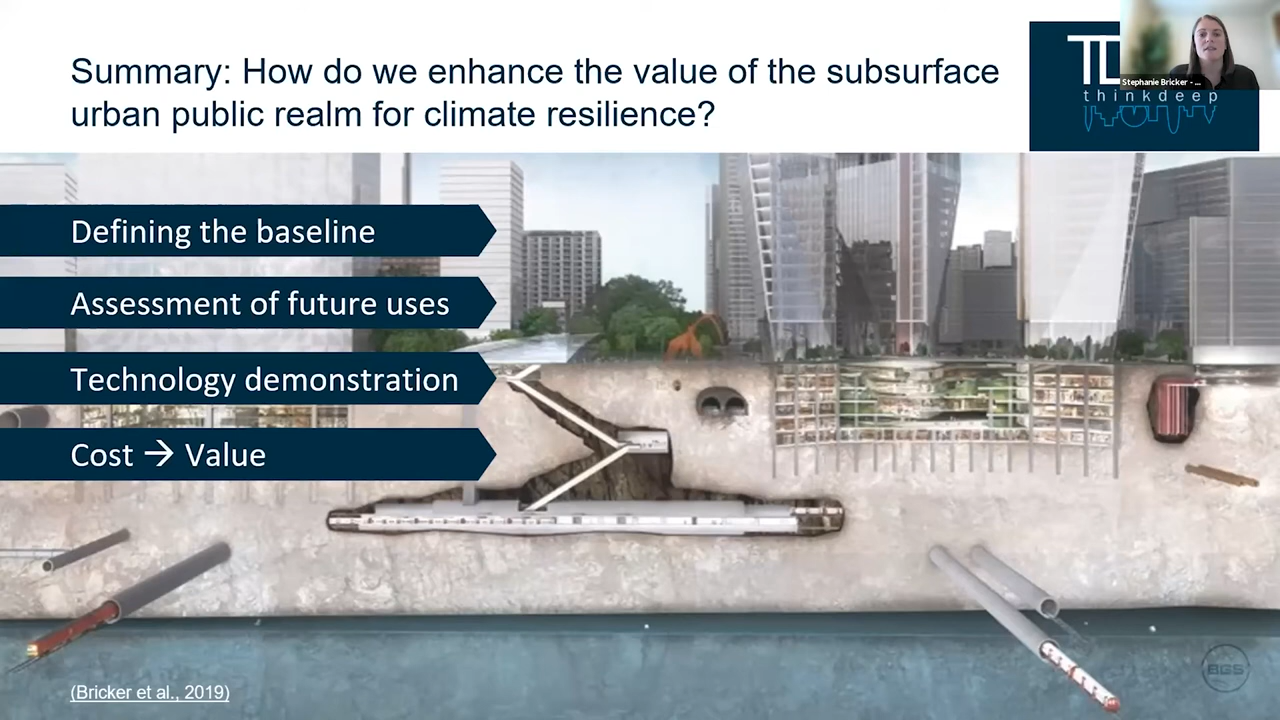 Summary: How do we enhance the value of the subsurface
urban public realm for climate resilience?
TD
Stephanie Bricker - ...
thinkdeep
Defining the baseline
Assessment of future uses
Technology demonstration
Cost → Value
(Bricker et al., 2019)
BGS